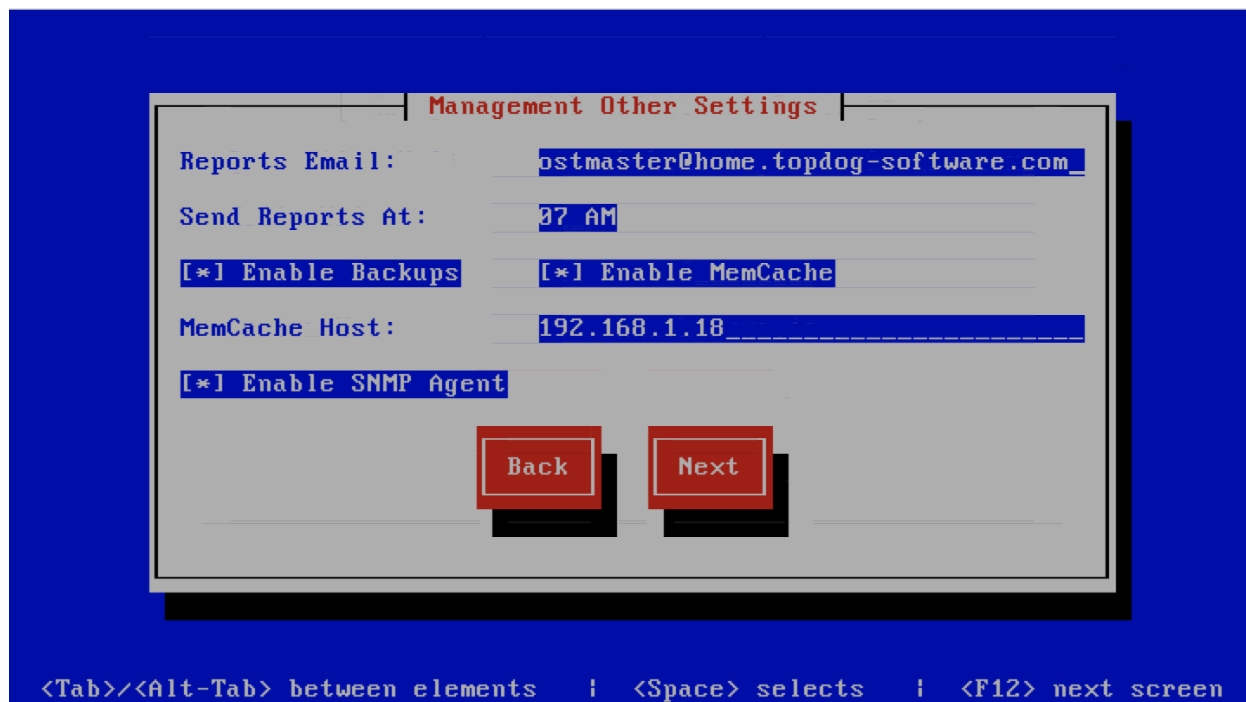 Management Other Settings
Reports Email: ostmaster@home.topdog-software.com_
Send Reports At: 07 AM
[*] Enable Backups [*] Enable MemCache
MemCache Host: 192.168.1.18_______________________
[*] Enable SNMP Agent
Back Next
<Tab>/<Alt-Tab> between elements | <Space> selects | <F12> next screen